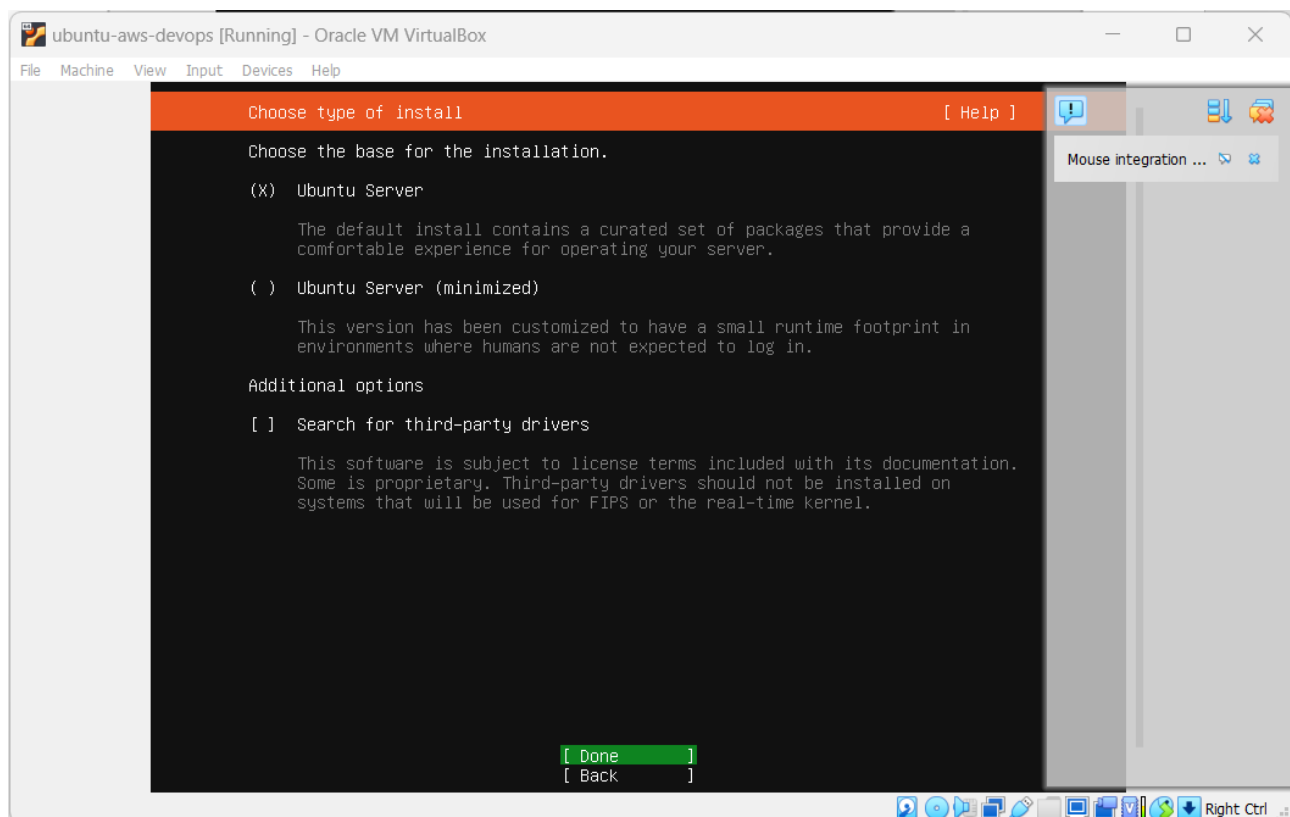 ubuntu-aws-devops [Running] - Oracle VM VirtualBox
File Machine View Input Devices Help
Choose type of install [ Help ]
Choose the base for the installation.
(X) Ubuntu Server
The default install contains a curated set of packages that provide a
comfortable experience for operating your server.
( ) Ubuntu Server (minimized)
This version has been customized to have a small runtime footprint in
environments where humans are not expected to log in.
Additional options
[ ] Search for third-party drivers
This software is subject to license terms included with its documentation.
Some is proprietary. Third-party drivers should not be installed on
systems that will be used for FIPS or the real-time kernel.
Mouse integration ...
[ Done ]
[ Back ]
Right Ctrl